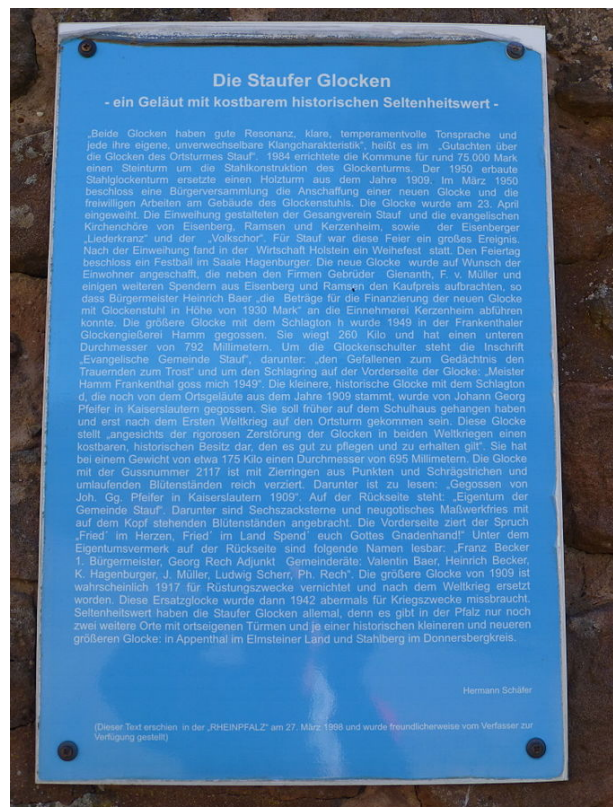 Die Staufer Glocken
- ein Geläut mit kostbarem historischen Seltenheitswert -
„Beide Glocken haben gute Resonanz, klare, temperamentvolle Tonsprache und
jede ihre eigene, unverwechselbare Klangcharakteristik", heißt es im „Gutachten über
die Glocken des Ortsturmes Stauf". 1984 errichtete die Kommune für rund 75.000 Mark
einen Steinturm um die Stahlkonstruktion des Glockenturms. Der 1950 erbaute
Stahlglockenturm ersetzte einen Holzturm aus dem Jahre 1909. Im März 1950
beschloss eine Bürgerversammlung die Anschaffung einer neuen Glocke und die
freiwilligen Arbeiten am Gebäude des Glockenstuhls. Die Glocke wurde am 23. April
eingeweiht. Die Einweihung gestalteten der Gesangverein Stauf und die evangelischen
Kirchenchöre von Eisenberg, Ramsen und Kerzenheim, sowie der Eisenberger
„Liederkranz" und der „Volkschor". Für Stauf war diese Feier ein großes Ereignis.
Nach der Einweihung fand in der Wirtschaft Holstein ein Weihefest statt. Den Feiertag
beschloss ein Festball im Saale Hagenburger. Die neue Glocke wurde auf Wunsch der
Einwohner angeschafft, die neben den Firmen Gebrüder Gienanth, F. v. Müller und
einigen weiteren Spendern aus Eisenberg und Ramsen den Kaufpreis aufbrachten, so
dass Bürgermeister Heinrich Baer „die Beträge für die Finanzierung der neuen Glocke
mit Glockenstuhl in Höhe von 1930 Mark" an die Einnehmerei Kerzenheim abführen
konnte. Die größere Glocke mit dem Schlagton h wurde 1949 in der Frankenthaler
Glockengießerei Hamm gegossen. Sie wiegt 260 Kilo und hat einen unteren
Durchmesser von 792 Millimetern. Um die Glockenschulter steht die Inschrift
„Evangelische Gemeinde Stauf", darunter: „den Gefallenen zum Gedächtnis den
Trauernden zum Trost" und um den Schlagring auf der Vorderseite der Glocke: „Meister
Hamm Frankenthal goss mich 1949". Die kleinere, historische Glocke mit dem Schlagton
d, die noch von dem Ortsgeläute aus dem Jahre 1909 stammt, wurde von Johann Georg
Pfeifer in Kaiserslautern gegossen. Sie soll früher auf dem Schulhaus gehangen haben
und erst nach dem Ersten Weltkrieg auf den Ortsturm gekommen sein. Diese Glocke
stellt „angesichts der rigorosen Zerstörung der Glocken in beiden Weltkriegen einen
kostbaren, historischen Besitz dar, den es gut zu pflegen und zu erhalten gilt". Sie hat
bei einem Gewicht von etwa 175 Kilo einen Durchmesser von 695 Millimetern. Die Glocke
mit der Gussnummer 2117 ist mit Zierringen aus Punkten und Schrägstrichen und
umlaufenden Blütenständen reich verziert. Darunter ist zu lesen: „Gegossen von
Joh. Gg. Pfeifer in Kaiserslautern 1909". Auf der Rückseite steht: „Eigentum der
Gemeinde Stauf". Darunter sind Sechszacksterne und neugotisches Maßwerkfries mit
auf dem Kopf stehenden Blütenständen angebracht. Die Vorderseite ziert der Spruch
„Fried´ im Herzen, Fried´ im Land Spend´ euch Gottes Gnadenhand!" Unter dem
Eigentumsvermerk auf der Rückseite sind folgende Namen lesbar: „Franz Becker
1. Bürgermeister, Georg Rech Adjunkt Gemeinderäte: Valentin Baer, Heinrich Becker,
K. Hagenburger, J. Müller, Ludwig Scherr, Ph. Rech". Die größere Glocke von 1909 ist
wahrscheinlich 1917 für Rüstungszwecke vernichtet und nach dem Weltkrieg ersetzt
worden. Diese Ersatzglocke wurde dann 1942 abermals für Kriegszwecke missbraucht.
Seltenheitswert haben die Staufer Glocken allemal, denn es gibt in der Pfalz nur noch
zwei weitere Orte mit ortseigenen Türmen und je einer historischen kleineren und neueren
größeren Glocke: in Appenthal im Elmsteiner Land und Stahlberg im Donnersbergkreis.
Hermann Schäfer
(Dieser Text erschien in der „RHEINPFALZ" am 27. März 1998 und wurde freundlicherweise vom Verfasser zur
Verfügung gestellt)